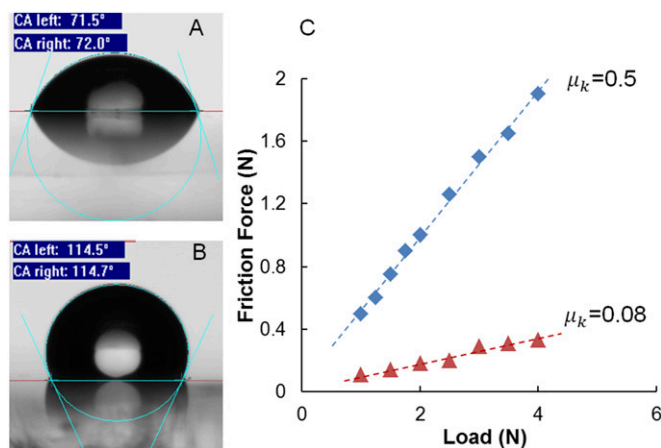 CA left: 71.5°
CA right: 72.0°
A
CA left: 114.5°
CA right: 114.7°
B
C
Friction Force (N)
2
1.6
1.2
0.8
0.4
0
0
2
4
6
Load (N)
μk=0.5
μk=0.08